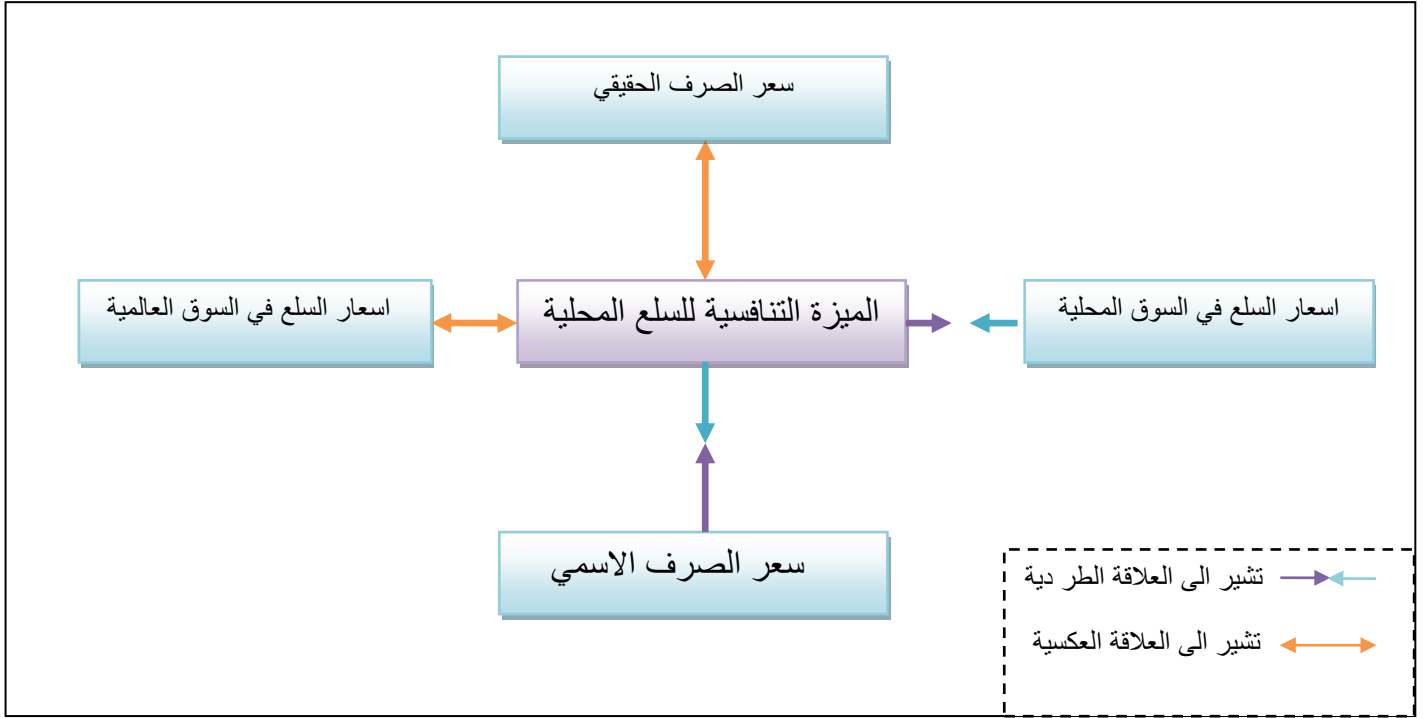 سعر الصرف الحقيقي
اسعار السلع في السوق المحلية
الميزة التنافسية للسلع المحلية
اسعار السلع في السوق العالمية
سعر الصرف الاسمي
تشير الى العلاقة الطر دية
تشير الى العلاقة العكسية